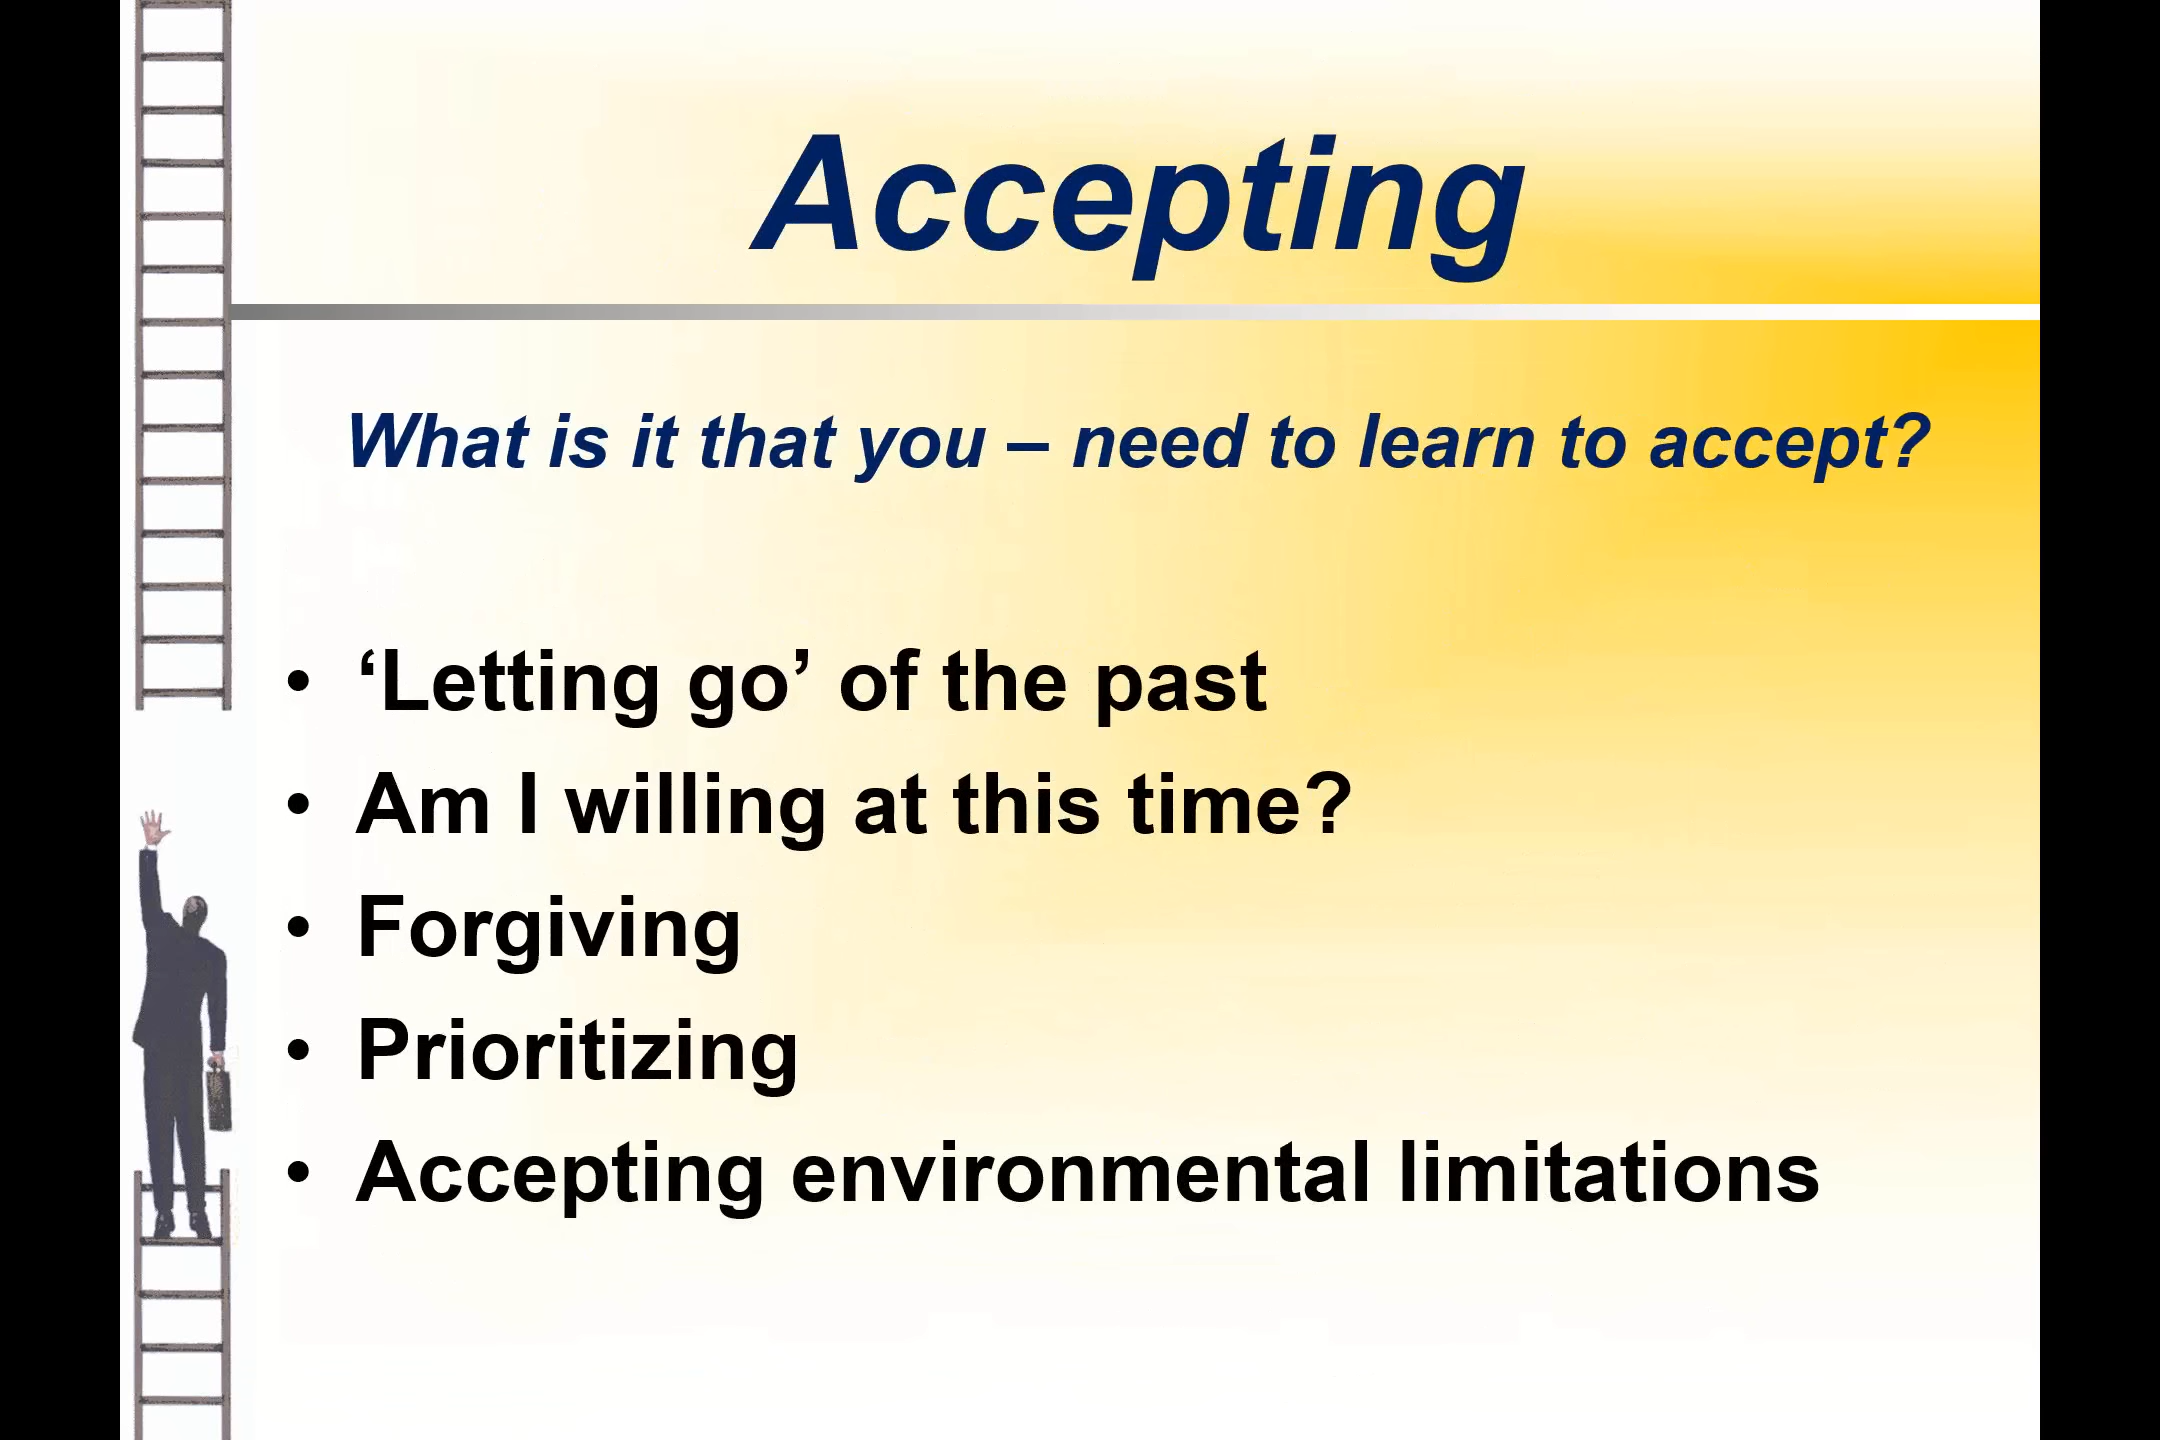 Accepting
What is it that you – need to learn to accept?
• ‘Letting go’ of the past
• Am I willing at this time?
• Forgiving
• Prioritizing
• Accepting environmental limitations